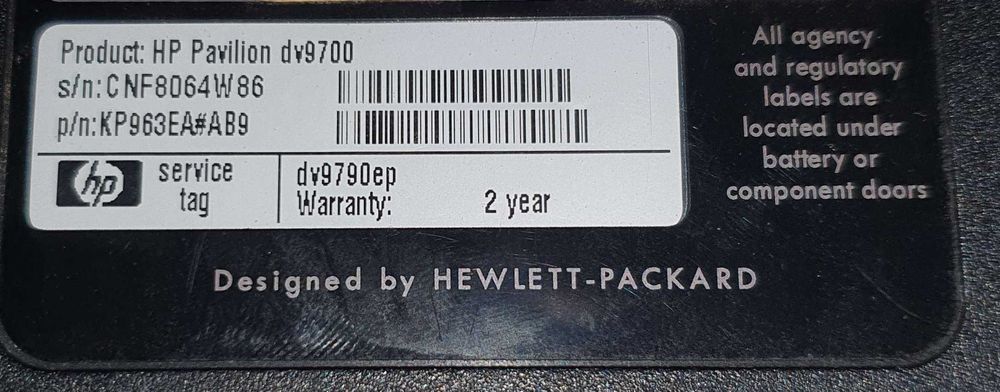 Product: HP Pavilion dv9700
s/n:CNF8064W86
p/n:KP963EA#AB9
hp
service
tag
dv9790ep
Warranty: 2 year
All agency
and regulatory
labels are
located under
battery or
component doors
Designed by HEWLETT-PACKARD